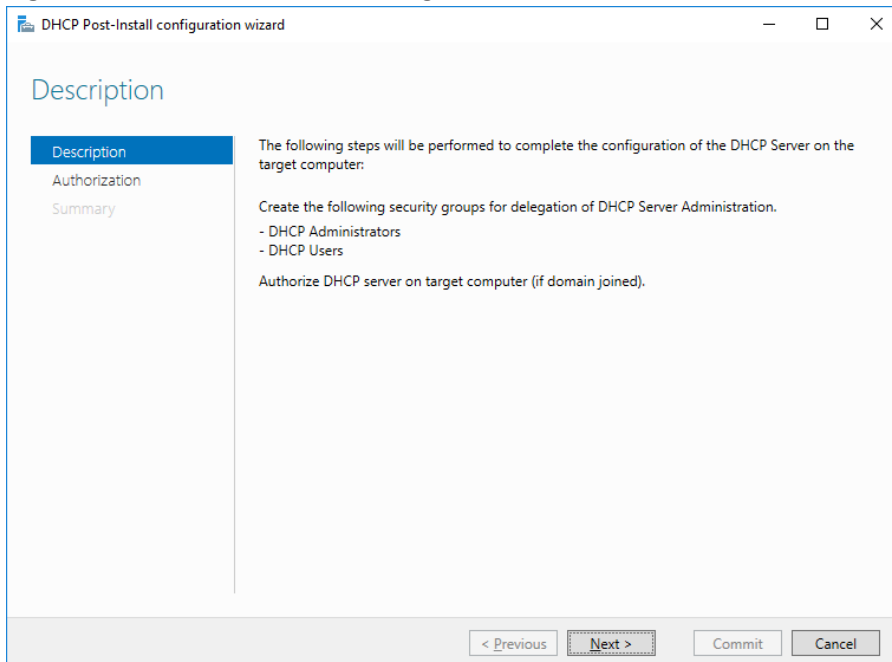 DHCP Post-Install configuration wizard
Description
Description
Authorization
Summary
The following steps will be performed to complete the configuration of the DHCP Server on the
target computer:
Create the following security groups for delegation of DHCP Server Administration.
- DHCP Administrators
- DHCP Users
Authorize DHCP server on target computer (if domain joined).
< Previous
Next >
Commit
Cancel